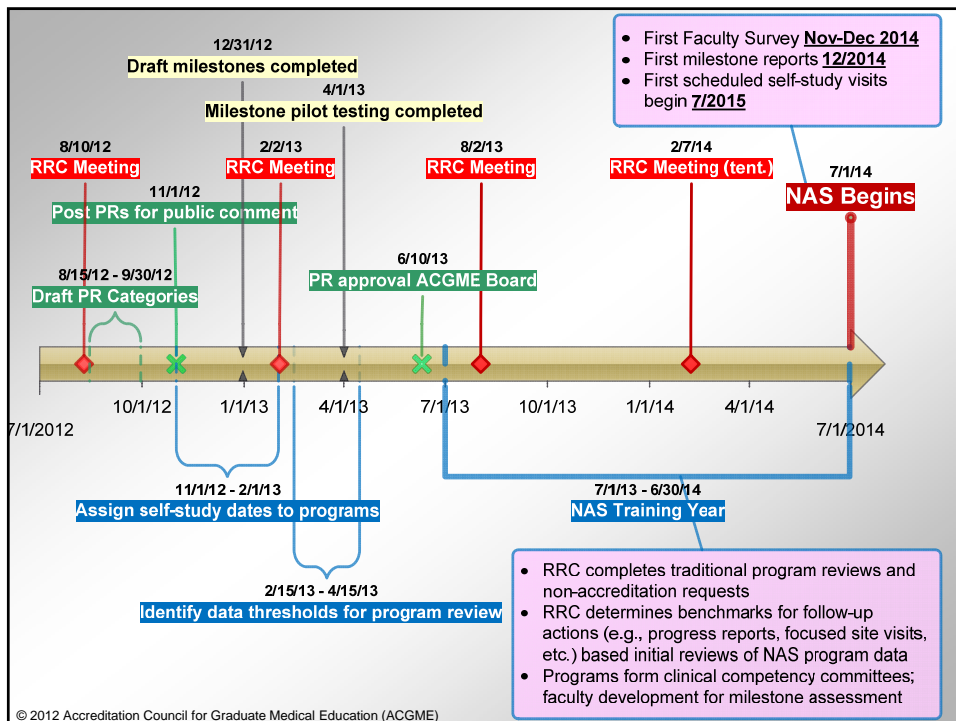 12/31/12
Draft milestones completed
4/1/13
Milestone pilot testing completed
• First Faculty Survey Nov-Dec 2014
• First milestone reports 12/2014
• First scheduled self-study visits
begin 7/2015
8/10/12
RRC Meeting
2/2/13
RRC Meeting
8/2/13
RRC Meeting
2/7/14
RRC Meeting (tent.)
7/1/14
NAS Begins
11/1/12
Post PRs for public comment
8/15/12 - 9/30/12
Draft PR Categories
6/10/13
PR approval ACGME Board
7/1/2012
10/1/12
1/1/13
4/1/13
7/1/13
10/1/13
1/1/14
4/1/14
7/1/2014
11/1/12 - 2/1/13
Assign self-study dates to programs
7/1/13 - 6/30/14
NAS Training Year
2/15/13 - 4/15/13
Identify data thresholds for program review
• RRC completes traditional program reviews and
non-accreditation requests
• RRC determines benchmarks for follow-up
actions (e.g., progress reports, focused site visits,
etc.) based initial reviews of NAS program data
• Programs form clinical competency committees;
faculty development for milestone assessment
© 2012 Accreditation Council for Graduate Medical Education (ACGME)